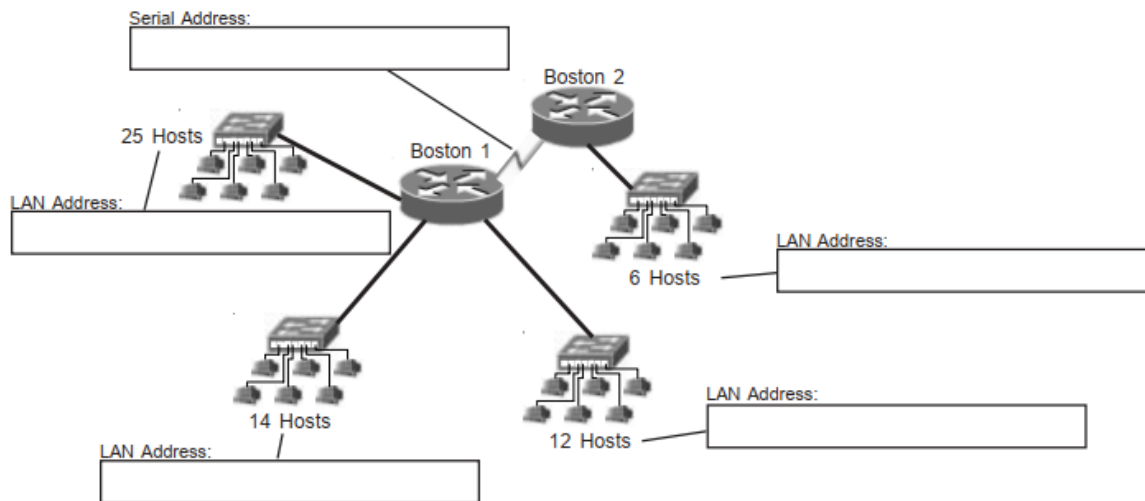 Serial Address:
Boston 2
25 Hosts
Boston 1
LAN Address:
LAN Address:
6 Hosts
14 Hosts
LAN Address:
12 Hosts
LAN Address: